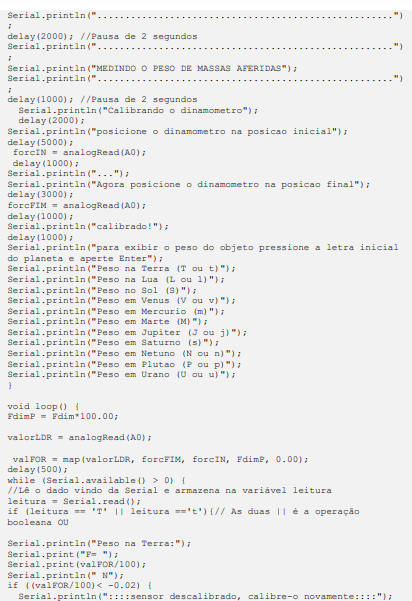 Serial.println("..................................................")
;
delay(2000); //Pausa de 2 segundos
Serial.println("..................................................")
;
Serial.println("MEDINDO O PESO DE MASSAS AFERIDAS");
Serial.println("..................................................")
;
delay(1000); //Pausa de 2 segundos
Serial.println("Calibrando o dinamometro");
delay(2000);
Serial.println("posicione o dinamometro na posicao inicial");
delay(5000);
forcIN = analogRead(A0);
delay(1000);
Serial.println("...");
Serial.println("Agora posicione o dinamometro na posicao final");
delay(3000);
forcFIM = analogRead(A0);
delay(1000);
Serial.println("calibrado!");
delay(1000);
Serial.println("para exibir o peso do objeto pressione a letra inicial
do planeta e aperte Enter");
Serial.println("Peso na Terra (T ou t)");
Serial.println("Peso na Lua (L ou l)");
Serial.println("Peso no Sol (S)");
Serial.println("Peso em Venus (V ou v)");
Serial.println("Peso em Mercurio (m)");
Serial.println("Peso em Marte (M)");
Serial.println("Peso em Jupiter (J ou j)");
Serial.println("Peso em Saturno (s)");
Serial.println("Peso em Netuno (N ou n)");
Serial.println("Peso em Plutao (P ou p)");
Serial.println("Peso em Urano (U ou u)");
}
void loop() {
FdimP = Fdim*100.00;
valorLDR = analogRead(A0);
valFOR = map(valorLDR, forcFIM, forcIN, FdimP, 0.00);
delay(500);
while (Serial.available() > 0) {
//Lê o dado vindo da Serial e armazena na variável leitura
leitura = Serial.read();
if (leitura == 'T' || leitura =='t'){// As duas || é a operação
booleana OU
Serial.println("Peso na Terra:");
Serial.print("F= ");
Serial.print(valFOR/100);
Serial.println(" N");
if ((valFOR/100)< -0.02) {
Serial.println("::::sensor descalibrado, calibre-o novamente::::");